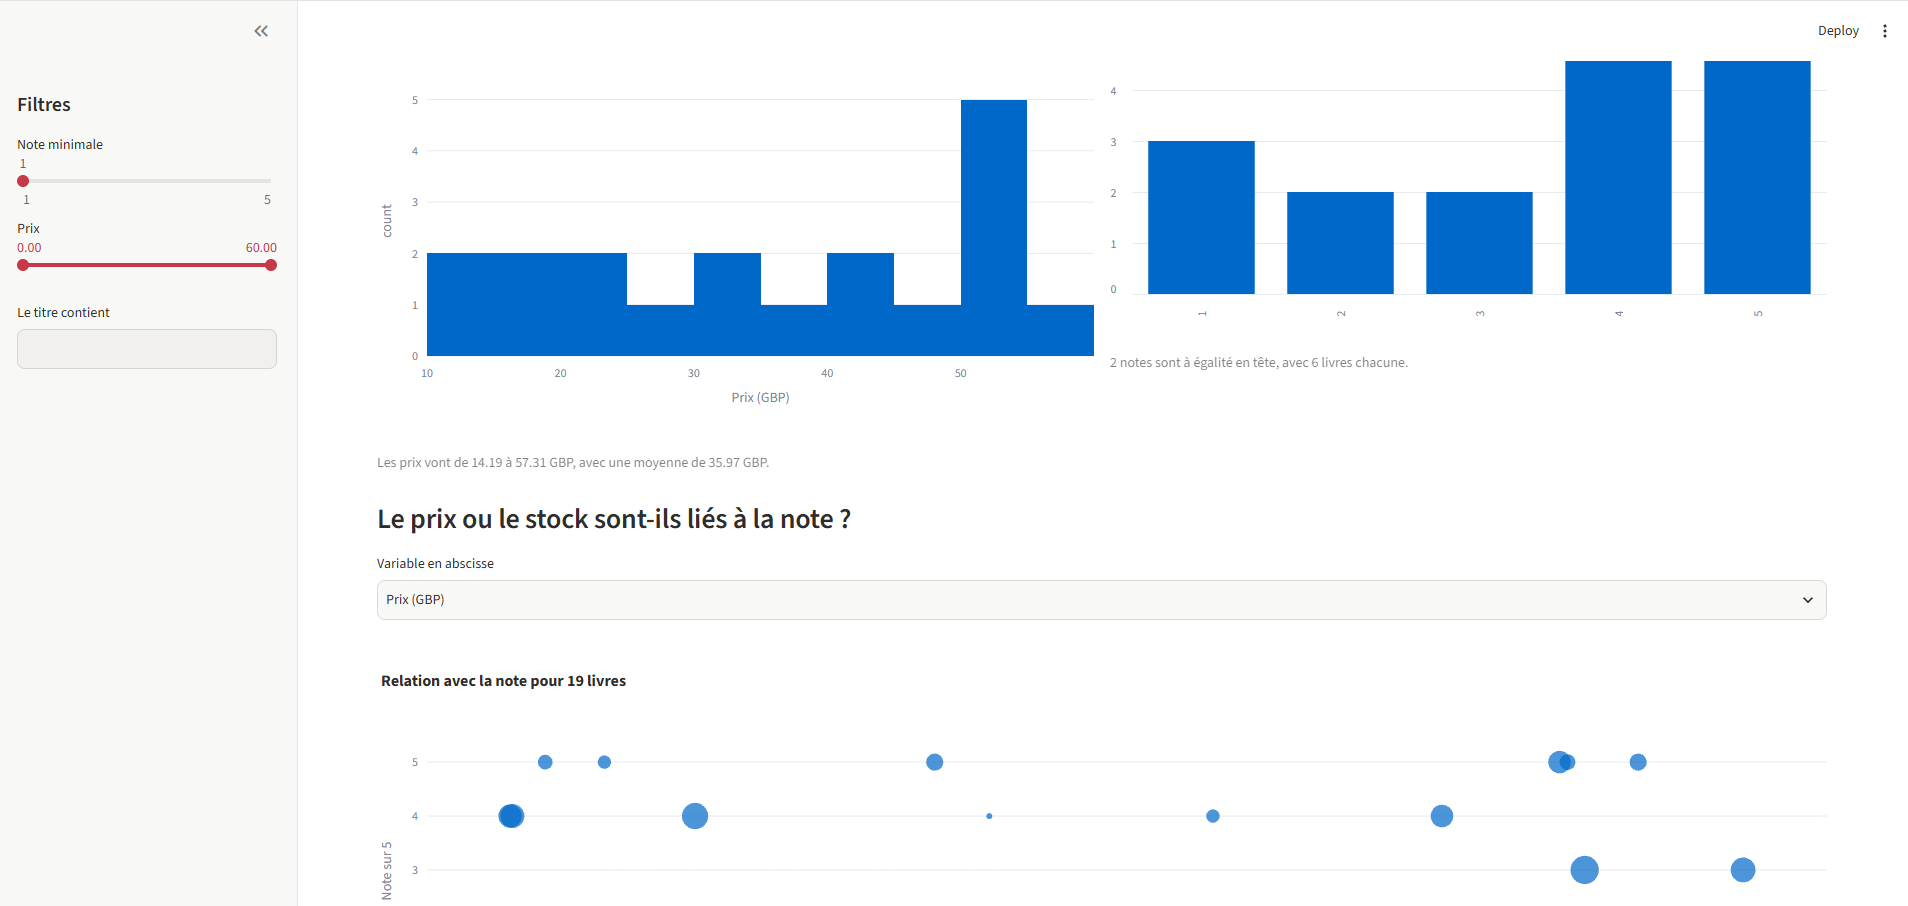 Deploy
Filtres
Note minimale
1
1 5
Prix
0.00 60.00
Le titre contient
5
4
3
2
1
0
count
10 20 30 40 50
Prix (GBP)
4
3
2
1
0
1 2 3 4 5
2 notes sont à égalité en tête, avec 6 livres chacune.
Les prix vont de 14.19 à 57.31 GBP, avec une moyenne de 35.97 GBP.
Le prix ou le stock sont-ils liés à la note ?
Variable en abscisse
Prix (GBP)
Relation avec la note pour 19 livres
5
4
3
Note sur 5